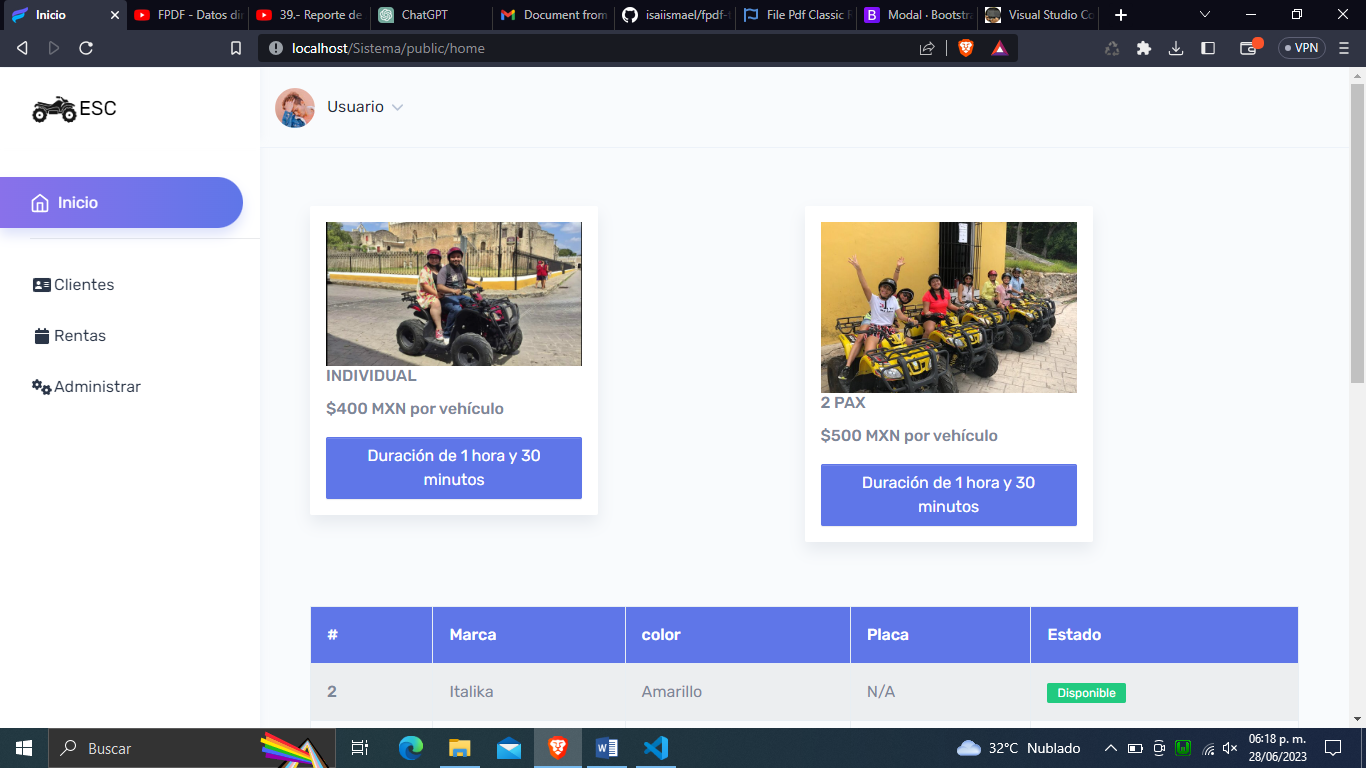 Inicio
FPDF - Datos din
39.- Reporte de
ChatGPT
Document from
isaiismael/fpdf-t
File Pdf Classic F
Modal · Bootstra
Visual Studio Co
localhost/Sistema/public/home
VPN
ESC
Usuario
Inicio
Clientes
Rentas
Administrar
INDIVIDUAL
$400 MXN por vehículo
Duración de 1 hora y 30
minutos
2 PAX
$500 MXN por vehículo
Duración de 1 hora y 30
minutos
# Marca color Placa Estado
2 Italika Amarillo N/A Disponible
Buscar
32°C Nublado
06:18 p. m.
28/06/2023